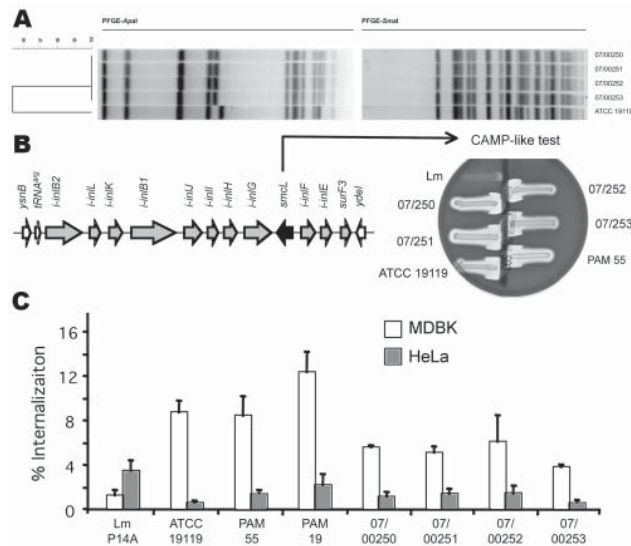 A
PFGE-ApaI
PFGE-SmaI
07/00250
07/00251
07/00252
07/00253
ATCC 19119
B
CAMP-like test
ysnB
tRNAarg
i-inlB2
i-inlL
i-inlK
i-inlB1
i-inlJ
i-inlI
i-inlH
i-inlG
smcL
i-inlF
i-inlE
surF3
ydeI
Lm
07/250
07/251
ATCC 19119
07/252
07/253
PAM 55
C
% Internalizaiton
16
12
8
4
0
MDBK
HeLa
Lm P14A
ATCC 19119
PAM 55
PAM 19
07/ 00250
07/ 00251
07/ 00252
07/ 00253